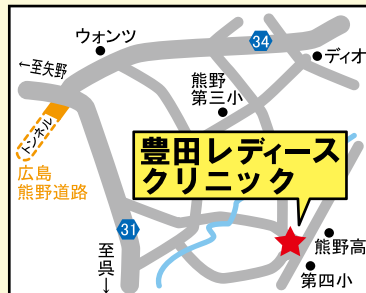 ウォンツ
34
ディオ
←至矢野
熊野
第三小
トンネル
広島
熊野道路
豊田レディース
クリニック
31
至呉→
熊野高
第四小